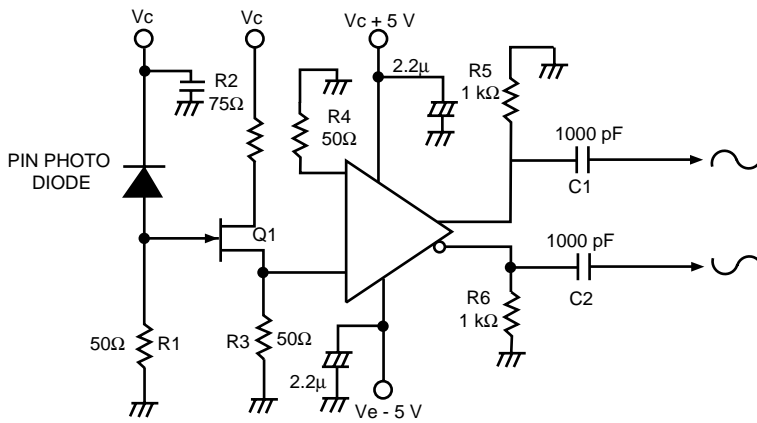 Vc
Vc
Vc + 5 V
R2
75Ω
2.2μ
R4
50Ω
R5
1 kΩ
1000 pF
C1
PIN PHOTO
DIODE
Q1
1000 pF
C2
50Ω
R1
R3
50Ω
R6
1 kΩ
2.2μ
Ve - 5 V